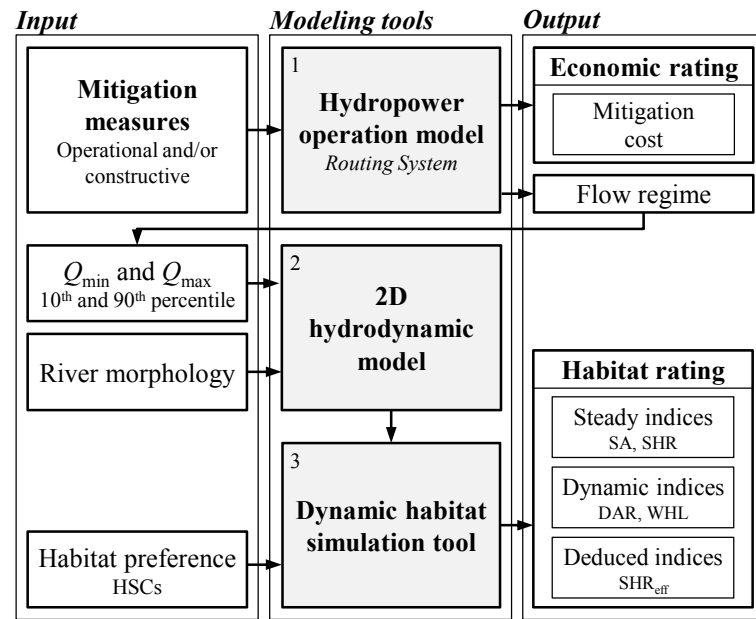 Input
Modeling tools
Output
Mitigation
measures
Operational and/or
constructive
1
Hydropower
operation model
Routing System
Economic rating
Mitigation
cost
Flow regime
Qmin and Qmax
10th and 90th percentile
River morphology
2
2D
hydrodynamic
model
Habitat preference
HSCs
3
Dynamic habitat
simulation tool
Habitat rating
Steady indices
SA, SHR
Dynamic indices
DAR, WHL
Deduced indices
SHReff